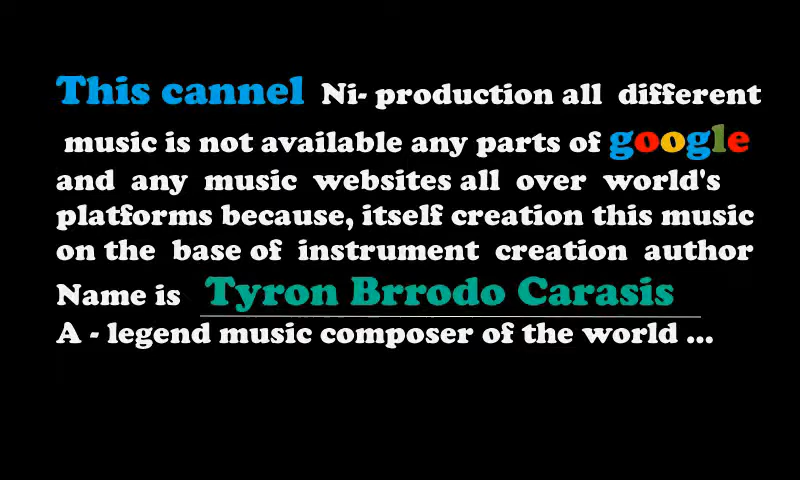 This cannel Ni- production all different
music is not available any parts of google
and any music websites all over world's
platforms because, itself creation this music
on the base of instrument creation author
Name is Tyron Brrodo Carasis
A - legend music composer of the world ...